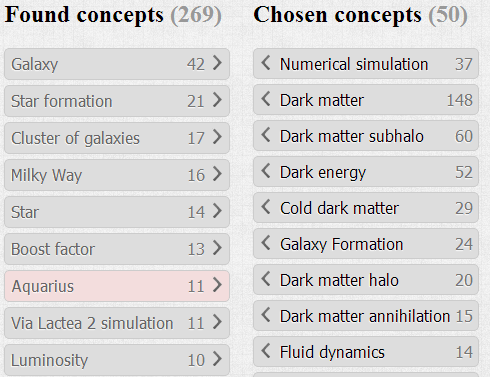 Found concepts (269)
Galaxy 42
Star formation 21
Cluster of galaxies 17
Milky Way 16
Star 14
Boost factor 13
Aquarius 11
Via Lactea 2 simulation 11
Luminosity 10
Chosen concepts (50)
Numerical simulation 37
Dark matter 148
Dark matter subhalo 60
Dark energy 52
Cold dark matter 29
Galaxy Formation 24
Dark matter halo 20
Dark matter annihilation 15
Fluid dynamics 14